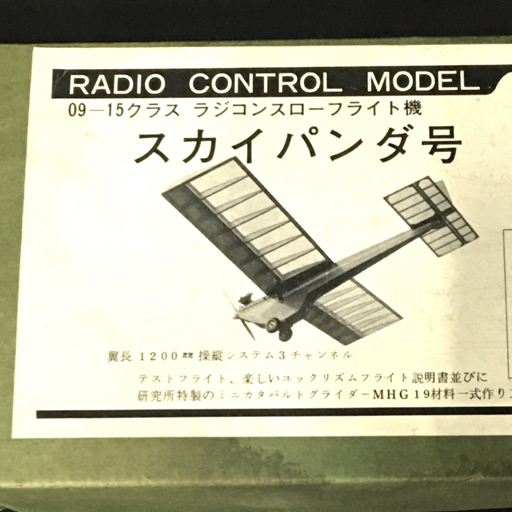 RADIO CONTROL MODEL
09-15クラス ラジコンスローフライト機
スカイパンダ号
翼長 1200㎜ 操縦システム3チャンネル
テストフライト、楽しいユックリズムフライト説明書並びに
研究所特製のミニカタパルトグライダーMHG19材料一式作り